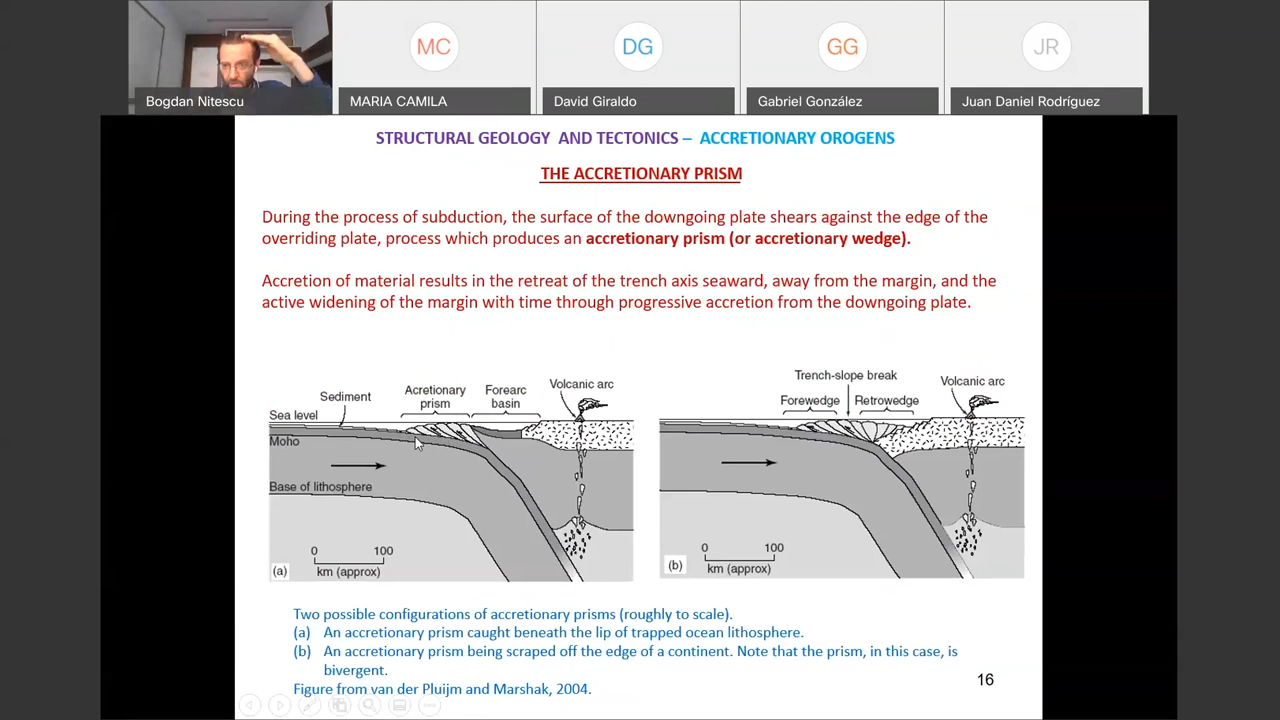 MC
DG
GG
JR
Bogdan Nitescu
MARIA CAMILA
David Giraldo
Gabriel González
Juan Daniel Rodríguez
STRUCTURAL GEOLOGY AND TECTONICS – ACCRETIONARY OROGENS
THE ACCRETIONARY PRISM
During the process of subduction, the surface of the downgoing plate shears against the edge of the
overriding plate, process which produces an accretionary prism (or accretionary wedge).
Accretion of material results in the retreat of the trench axis seaward, away from the margin, and the
active widening of the margin with time through progressive accretion from the downgoing plate.
Sea level
Sediment
Acretionary
prism
Forearc
basin
Volcanic arc
Moho
Base of lithosphere
0 100
km (approx)
(a)
Trench-slope break
Forewedge
Retrowedge
Volcanic arc
0 100
km (approx)
(b)
Two possible configurations of accretionary prisms (roughly to scale).
(a) An accretionary prism caught beneath the lip of trapped ocean lithosphere.
(b) An accretionary prism being scraped off the edge of a continent. Note that the prism, in this case, is
bivergent.
Figure from van der Pluijm and Marshak, 2004.
16